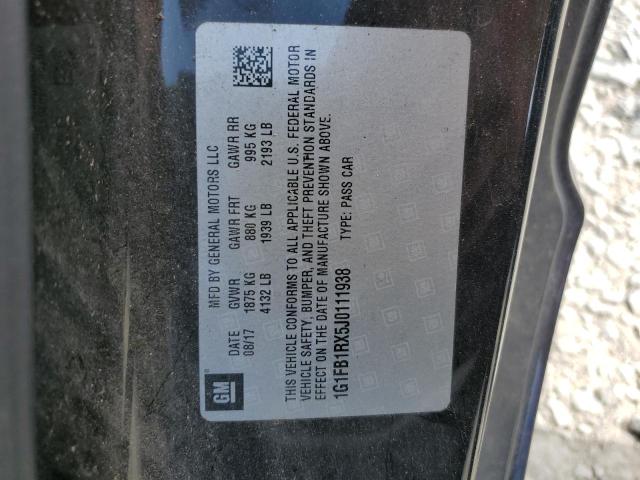 GM
MFD BY GENERAL MOTORS LLC
DATE GVWR GAWR FRT GAWR RR
08/17 1875 KG 880 KG 995 KG
4132 LB 1939 LB 2193 LB
THIS VEHICLE CONFORMS TO ALL APPLICABLE U.S. FEDERAL MOTOR
VEHICLE SAFETY, BUMPER, AND THEFT PREVENTION STANDARDS IN
EFFECT ON THE DATE OF MANUFACTURE SHOWN ABOVE.
1G1FB1RX5J0111938 TYPE: PASS CAR